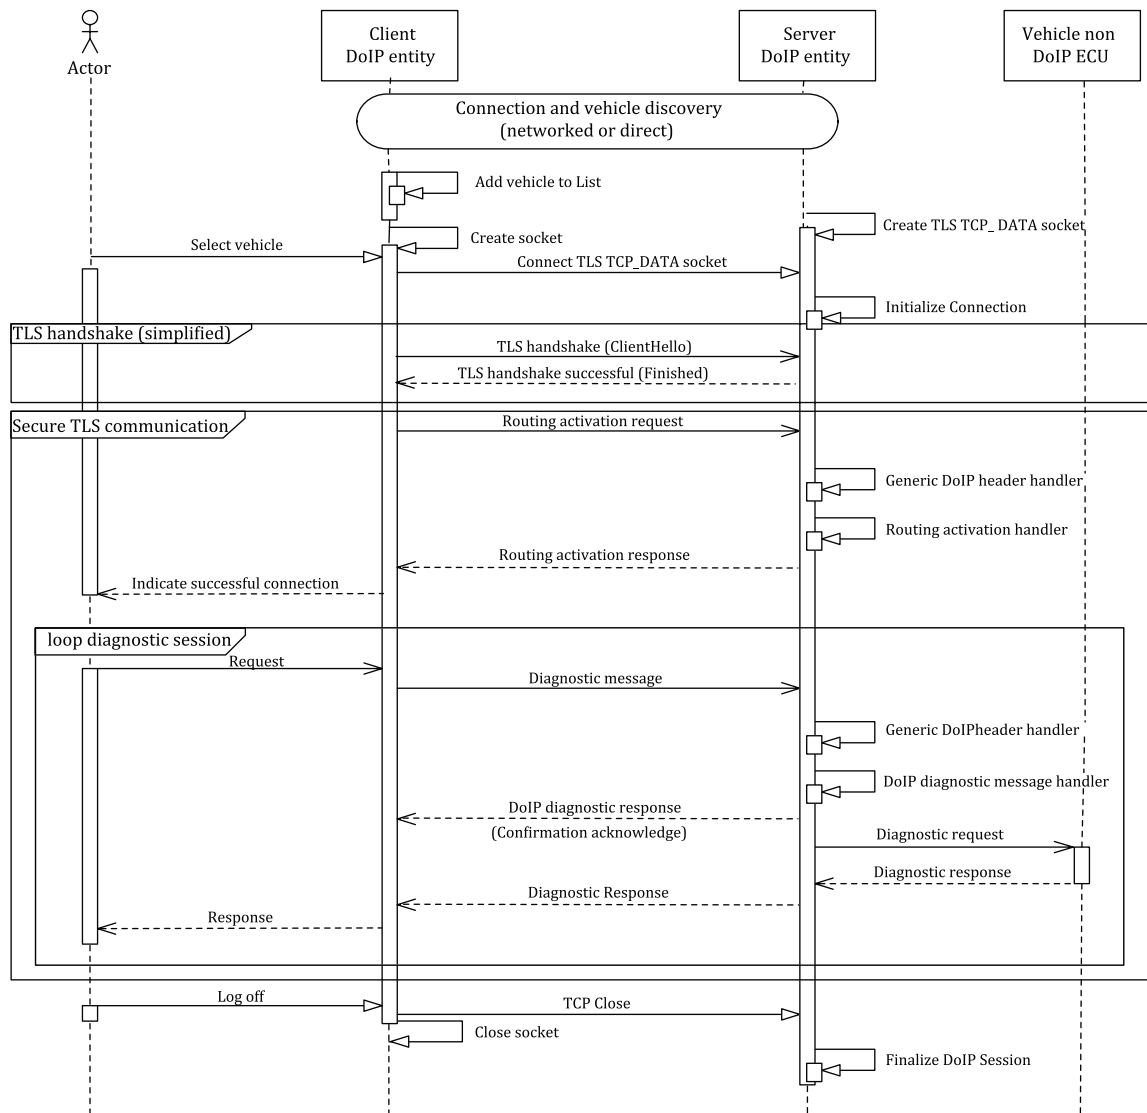 Actor
Client
DoIP entity
Server
DoIP entity
Vehicle non
DoIP ECU
Connection and vehicle discovery
(networked or direct)
Add vehicle to List
Create TLS TCP_ DATA socket
Create socket
Select vehicle
Connect TLS TCP_DATA socket
Initialize Connection
TLS handshake (simplified)
TLS handshake (ClientHello)
TLS handshake successful (Finished)
Secure TLS communication
Routing activation request
Generic DoIP header handler
Routing activation handler
Routing activation response
Indicate successful connection
loop diagnostic session
Request
Diagnostic message
Generic DoIPheader handler
DoIP diagnostic message handler
DoIP diagnostic response
(Confirmation acknowledge)
Diagnostic request
Diagnostic response
Diagnostic Response
Response
Log off
TCP Close
Close socket
Finalize DoIP Session